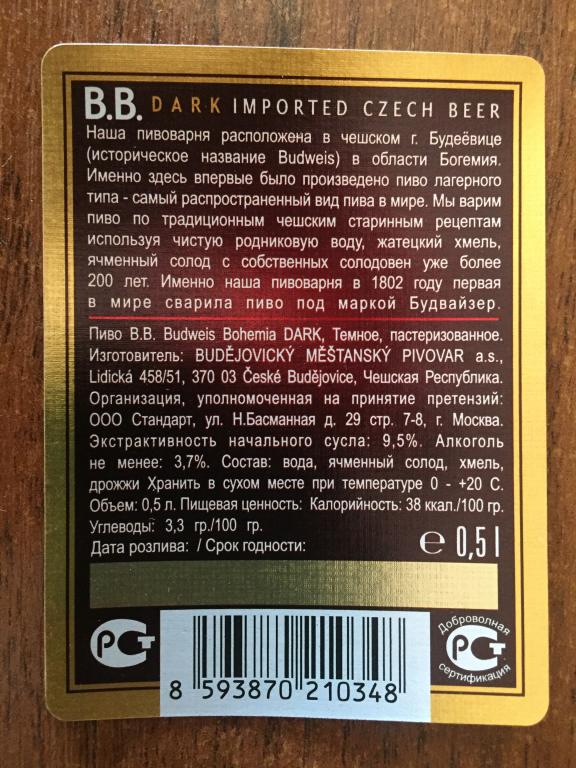 B.B. DARK IMPORTED CZECH BEER
Наша пивоварня расположена в чешском г. Будеёвице
(историческое название Budweis) в области Богемия.
Именно здесь впервые было произведено пиво лагерного
типа - самый распространенный вид пива в мире. Мы варим
пиво по традиционным чешским старинным рецептам
используя чистую родниковую воду, жатецкий хмель,
ячменный солод с собственных солодовен уже более
200 лет. Именно наша пивоварня в 1802 году первая
в мире сварила пиво под маркой Будвайзер.
Пиво B.B. Budweis Bohemia DARK, Темное, пастеризованное.
Изготовитель: BUDĚJOVICKÝ MĚŠTANSKÝ PIVOVAR a.s.,
Lidická 458/51, 370 03 České Budějovice, Чешская Республика.
Организация, уполномоченная на принятие претензий:
ООО Стандарт, ул. Н.Басманная д. 29 стр. 7-8, г. Москва.
Экстрактивность начального сусла: 9,5%. Алкоголь
не менее: 3,7%. Состав: вода, ячменный солод, хмель,
дрожжи Хранить в сухом месте при температуре 0 - +20 С.
Объем: 0,5 л. Пищевая ценность: Калорийность: 38 ккал./100 гр.
Углеводы: 3,3 гр./100 гр.
Дата розлива: / Срок годности:
℮ 0,5 l
РСТ
Добровольная
РСТ
сертификация
8 593870 210348